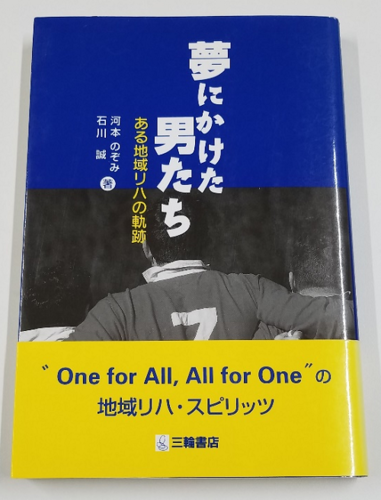 夢にかけた
男たち
ある地域リハの軌跡
河本 のぞみ
石川 誠
著
7
"One for All, All for One"の
地域リハ・スピリッツ
三輪書店